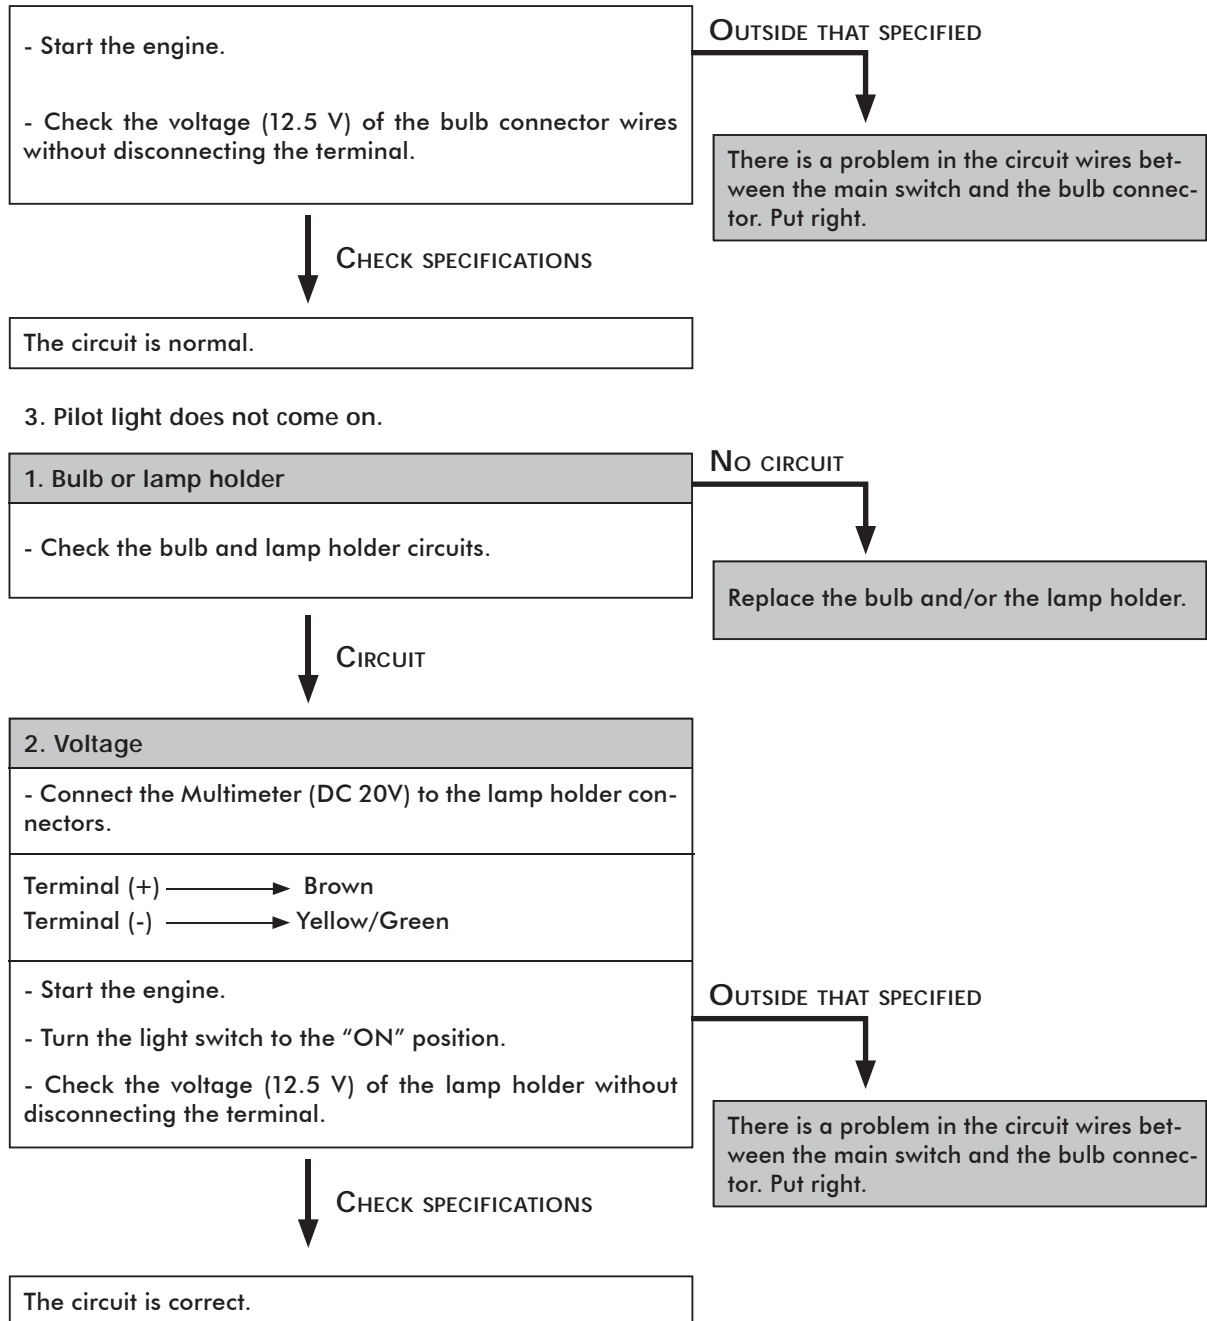 - Start the engine.
OUTSIDE THAT SPECIFIED
- Check the voltage (12.5 V) of the bulb connector wires
without disconnecting the terminal.
There is a problem in the circuit wires bet-
ween the main switch and the bulb connec-
tor. Put right.
CHECK SPECIFICATIONS
The circuit is normal.
3. Pilot light does not come on.
1. Bulb or lamp holder
NO CIRCUIT
- Check the bulb and lamp holder circuits.
Replace the bulb and/or the lamp holder.
CIRCUIT
2. Voltage
- Connect the Multimeter (DC 20V) to the lamp holder con-
nectors.
Terminal (+) Brown
Terminal (-) Yellow/Green
- Start the engine.
OUTSIDE THAT SPECIFIED
- Turn the light switch to the “ON” position.
- Check the voltage (12.5 V) of the lamp holder without
disconnecting the terminal.
There is a problem in the circuit wires bet-
ween the main switch and the bulb connec-
tor. Put right.
CHECK SPECIFICATIONS
The circuit is correct.